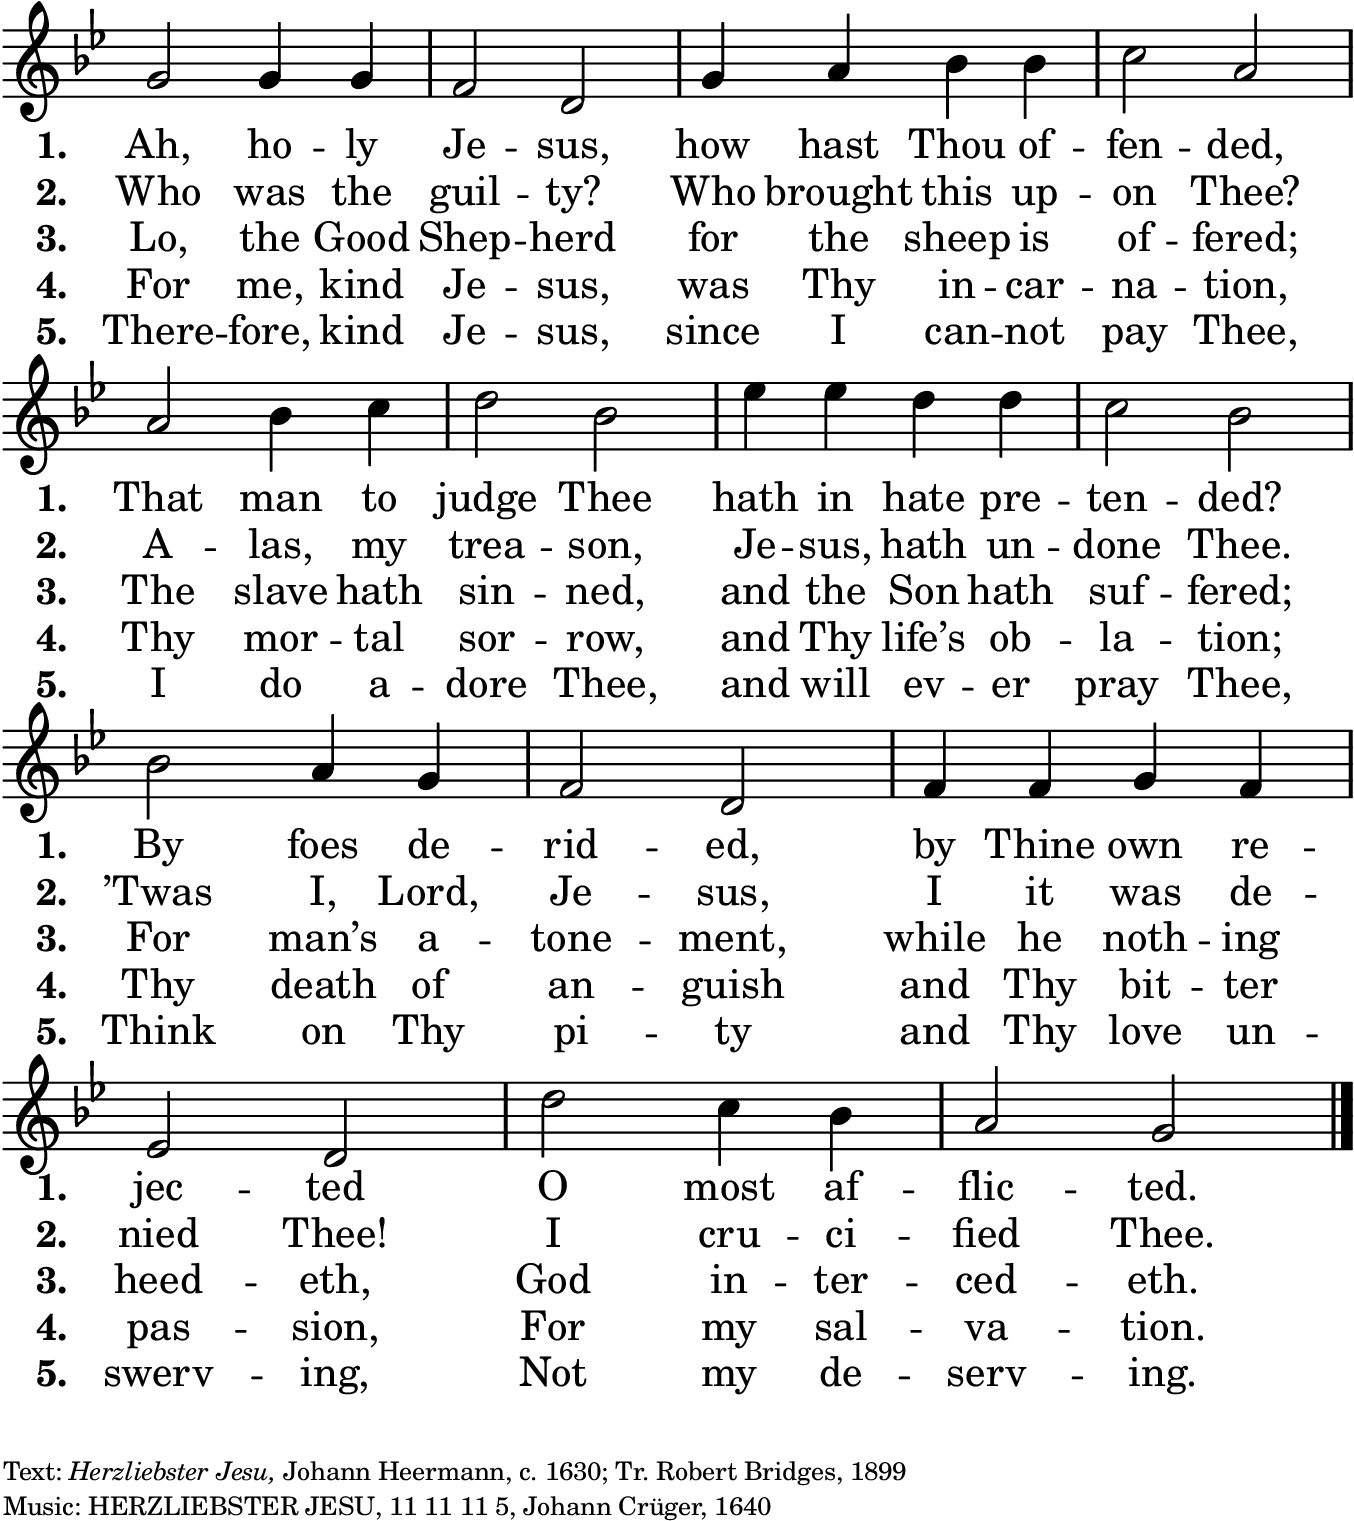 1. Ah, ho -- ly Je -- sus, how hast Thou of -- fen -- ded,
2. Who was the guil -- ty? Who brought this up -- on Thee?
3. Lo, the Good Shep -- herd for the sheep is of -- fered;
4. For me, kind Je -- sus, was Thy in -- car -- na -- tion,
5. There -- fore, kind Je -- sus, since I can -- not pay Thee,
1. That man to judge Thee hath in hate pre -- ten -- ded?
2. A -- las, my trea -- son, Je -- sus, hath un -- done Thee.
3. The slave hath sin -- ned, and the Son hath suf -- fered;
4. Thy mor -- tal sor -- row, and Thy life’s ob -- la -- tion;
5. I do a -- dore Thee, and will ev -- er pray Thee,
1. By foes de -- rid -- ed, by Thine own re --
2. ’Twas I, Lord, Je -- sus, I it was de --
3. For man’s a -- tone -- ment, while he noth -- ing
4. Thy death of an -- guish and Thy bit -- ter
5. Think on Thy pi -- ty and Thy love un --
1. jec -- ted O most af -- flic -- ted.
2. nied Thee! I cru -- ci -- fied Thee.
3. heed -- eth, God in -- ter -- ced -- eth.
4. pas -- sion, For my sal -- va -- tion.
5. swerv -- ing, Not my de -- serv -- ing.
Text: Herzliebster Jesu, Johann Heermann, c. 1630; Tr. Robert Bridges, 1899
Music: HERZLIEBSTER JESU, 11 11 11 5, Johann Crüger, 1640